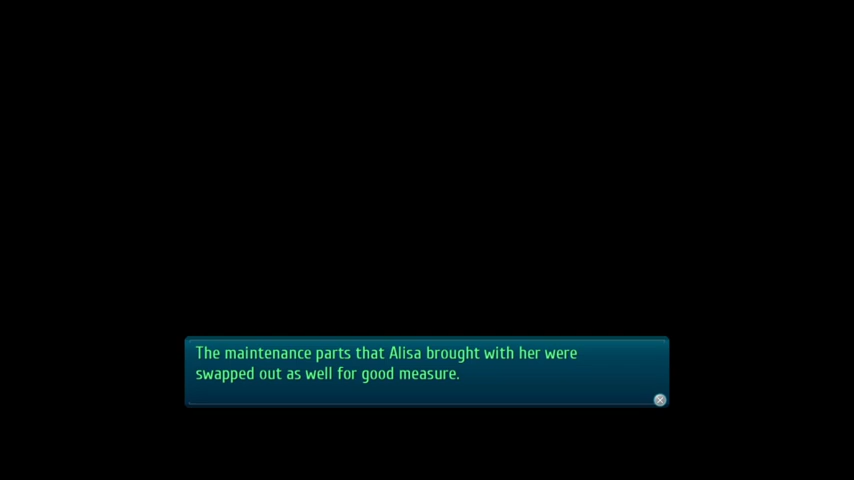 The maintenance parts that Alisa brought with her were
swapped out as well for good measure.